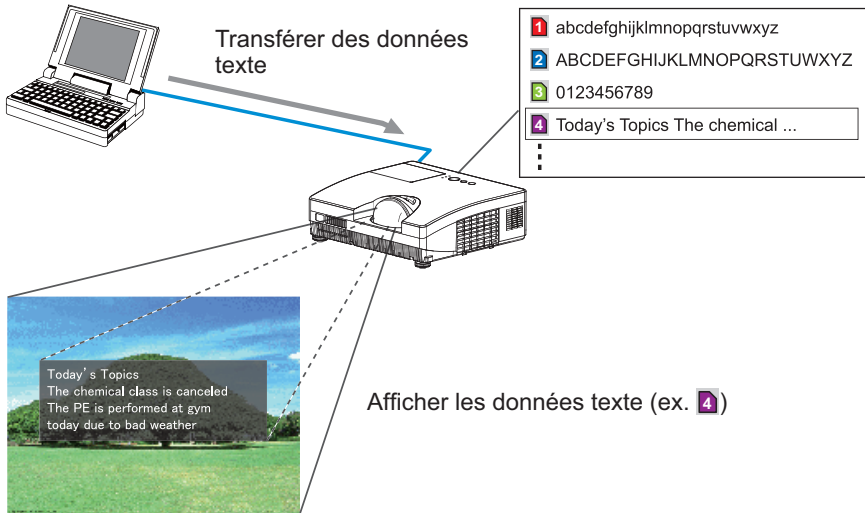 Transférer des données
texte
1 abcdefghijklmnopqrstuvwxyz
2 ABCDEFGHIJKLMNOPQRSTUWXYZ
3 0123456789
4 Today's Topics The chemical ...
Today's Topics
The chemical class is canceled
The PE is performed at gym
today due to bad weather
Afficher les données texte (ex. 4)